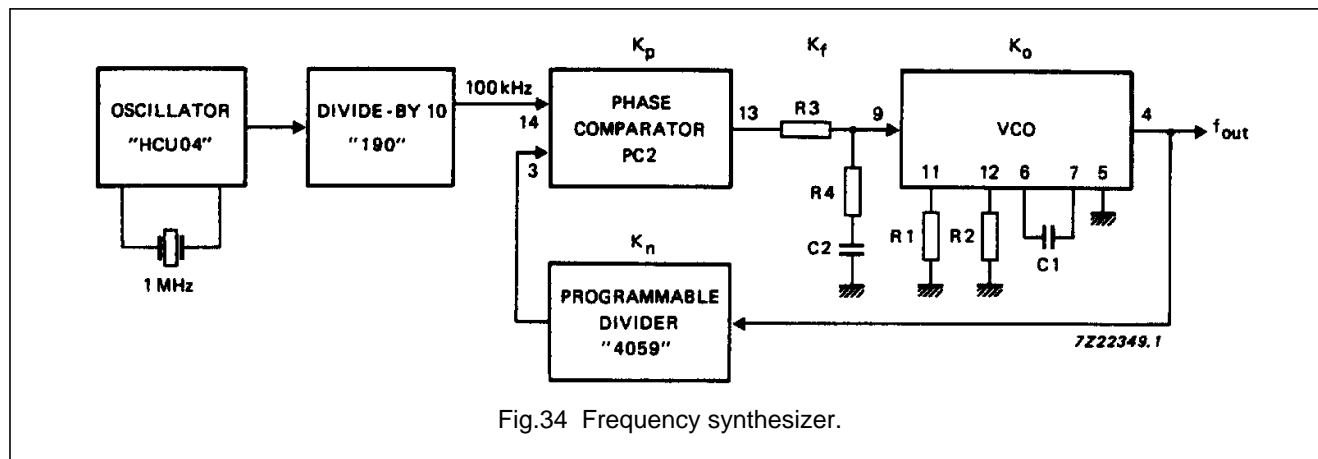 Kp
Kf
Ko
OSCILLATOR
"HCU04"
DIVIDE-BY 10
"190"
100kHz
14
3
PHASE
COMPARATOR
PC2
13
R3
9
VCO
4
fout
11
12
6
7
5
R4
C2
R1
R2
C1
1 MHz
Kn
PROGRAMMABLE
DIVIDER
"4059"
7Z22349.1
Fig.34 Frequency synthesizer.